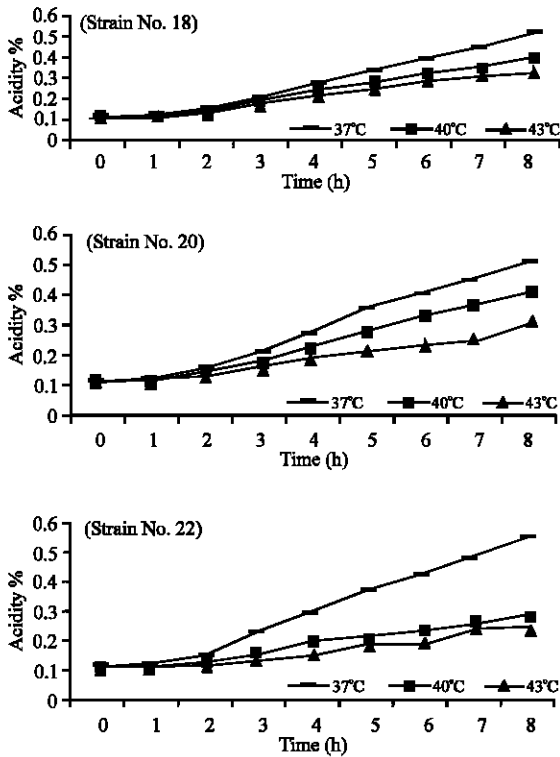 (Strain No. 18)
Acidity %
0.6
0.5
0.4
0.3
0.2
0.1
0
37°C 40°C 43°C
0 1 2 3 4 5 6 7 8
Time (h)
(Strain No. 20)
Acidity %
0.6
0.5
0.4
0.3
0.2
0.1
0
37°C 40°C 43°C
0 1 2 3 4 5 6 7 8
Time (h)
(Strain No. 22)
Acidity %
0.6
0.5
0.4
0.3
0.2
0.1
0
37°C 40°C 43°C
0 1 2 3 4 5 6 7 8
Time (h)